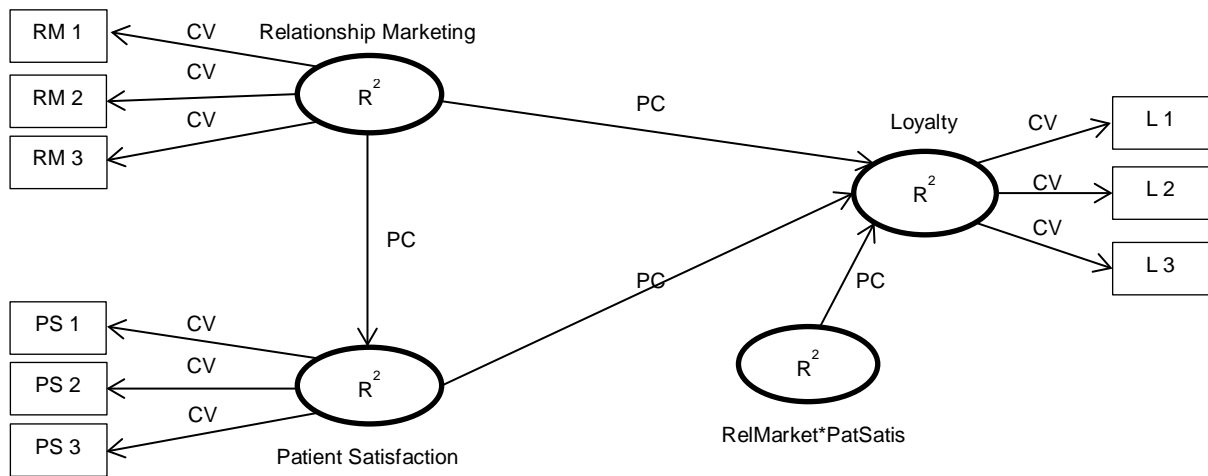 RM 1
CV
Relationship Marketing
CV
RM 2
R²
CV
RM 3
PC
Loyalty
CV
L 1
R²
CV
L 2
CV
L 3
PC
PC
PC
PS 1
CV
CV
PS 2
R²
CV
PS 3
Patient Satisfaction
R²
RelMarket*PatSatis